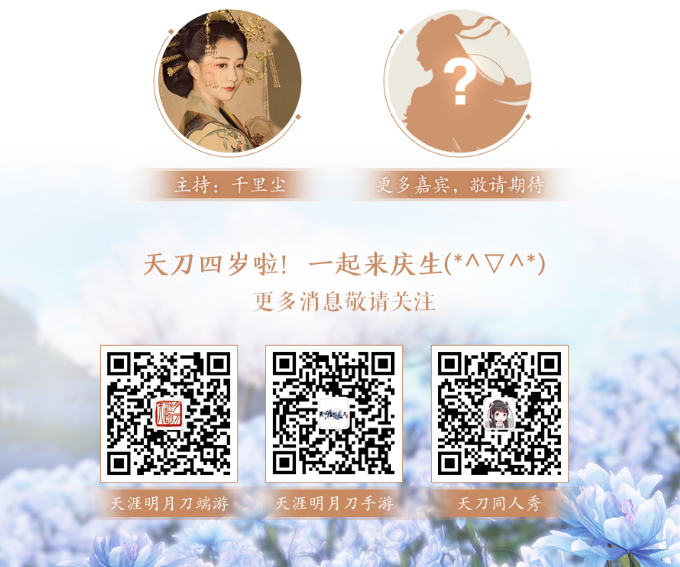 ?
主持：千里尘
更多嘉宾，敬请期待
天刀四岁啦！一起来庆生(*^▽^*)
更多消息敬请关注
天涯明月刀端游
天涯明月刀手游
天刀同人秀